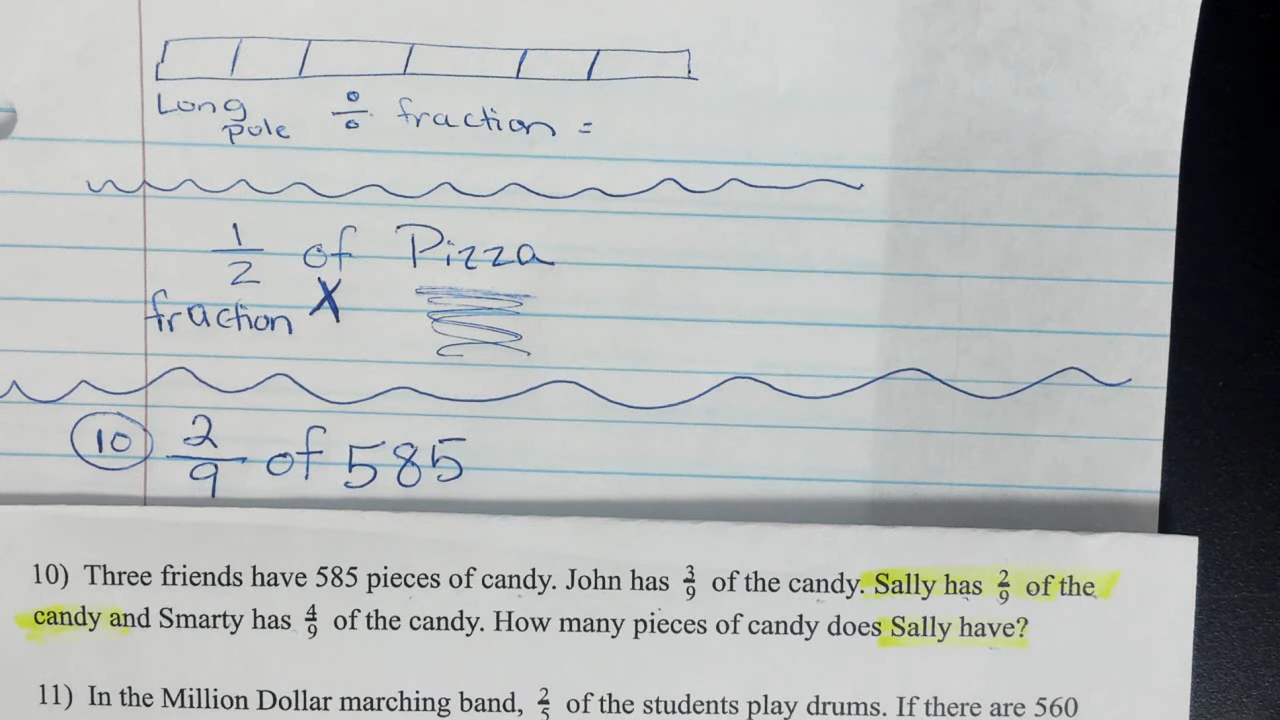 Long
pole ÷ fraction =
1/2 of Pizza
fraction X
10 2/9 of 585
10) Three friends have 585 pieces of candy. John has 3/9 of the candy. Sally has 2/9 of the
candy and Smarty has 4/9 of the candy. How many pieces of candy does Sally have?
11) In the Million Dollar marching band, 2/5 of the students play drums. If there are 560